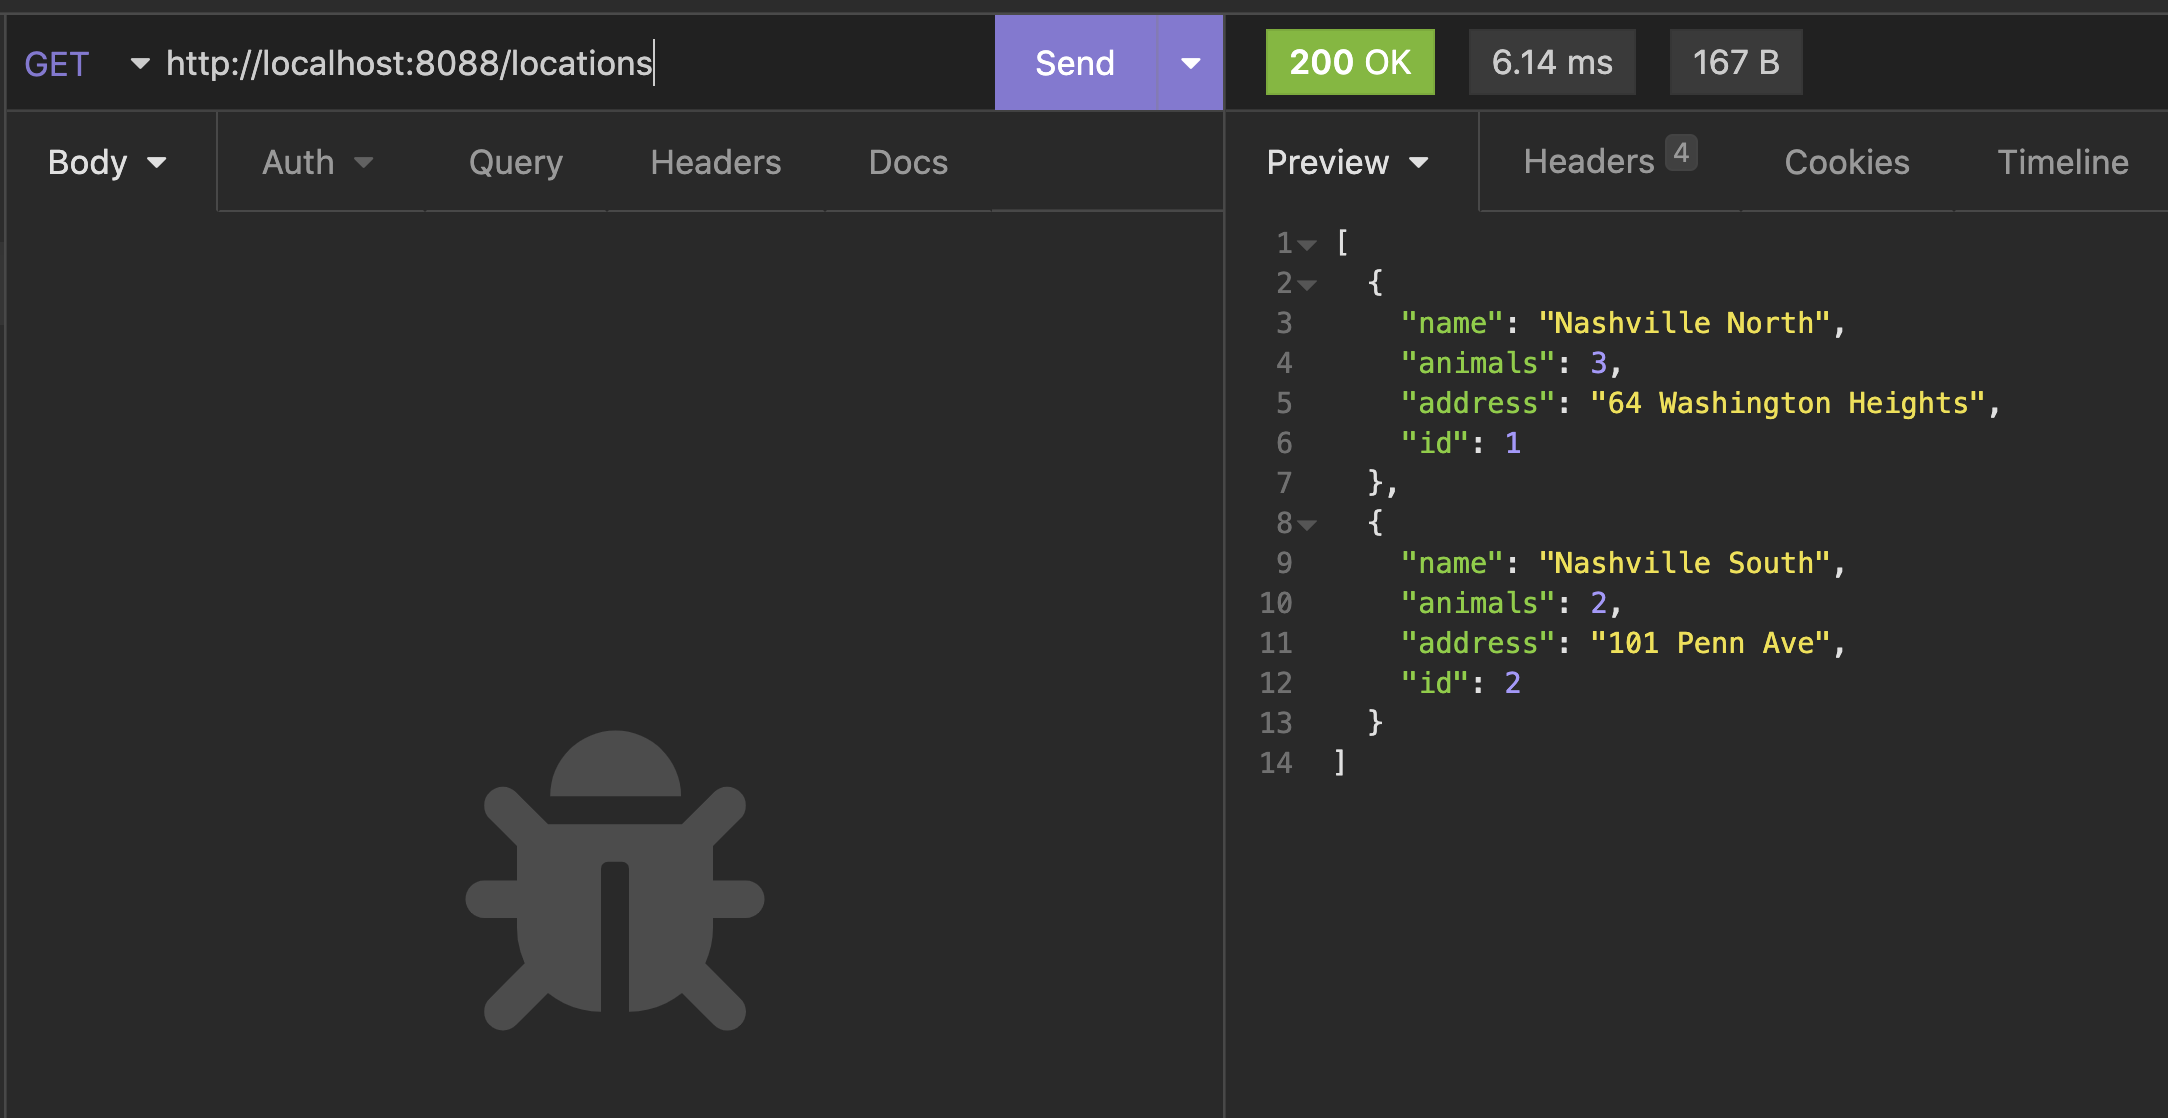 GET http://localhost:8088/locations Send 200 OK 6.14 ms 167 B
Body Auth Query Headers Docs Preview Headers 4 Cookies Timeline
1 [
2 {
3 "name": "Nashville North",
4 "animals": 3,
5 "address": "64 Washington Heights",
6 "id": 1
7 },
8 {
9 "name": "Nashville South",
10 "animals": 2,
11 "address": "101 Penn Ave",
12 "id": 2
13 }
14 ]